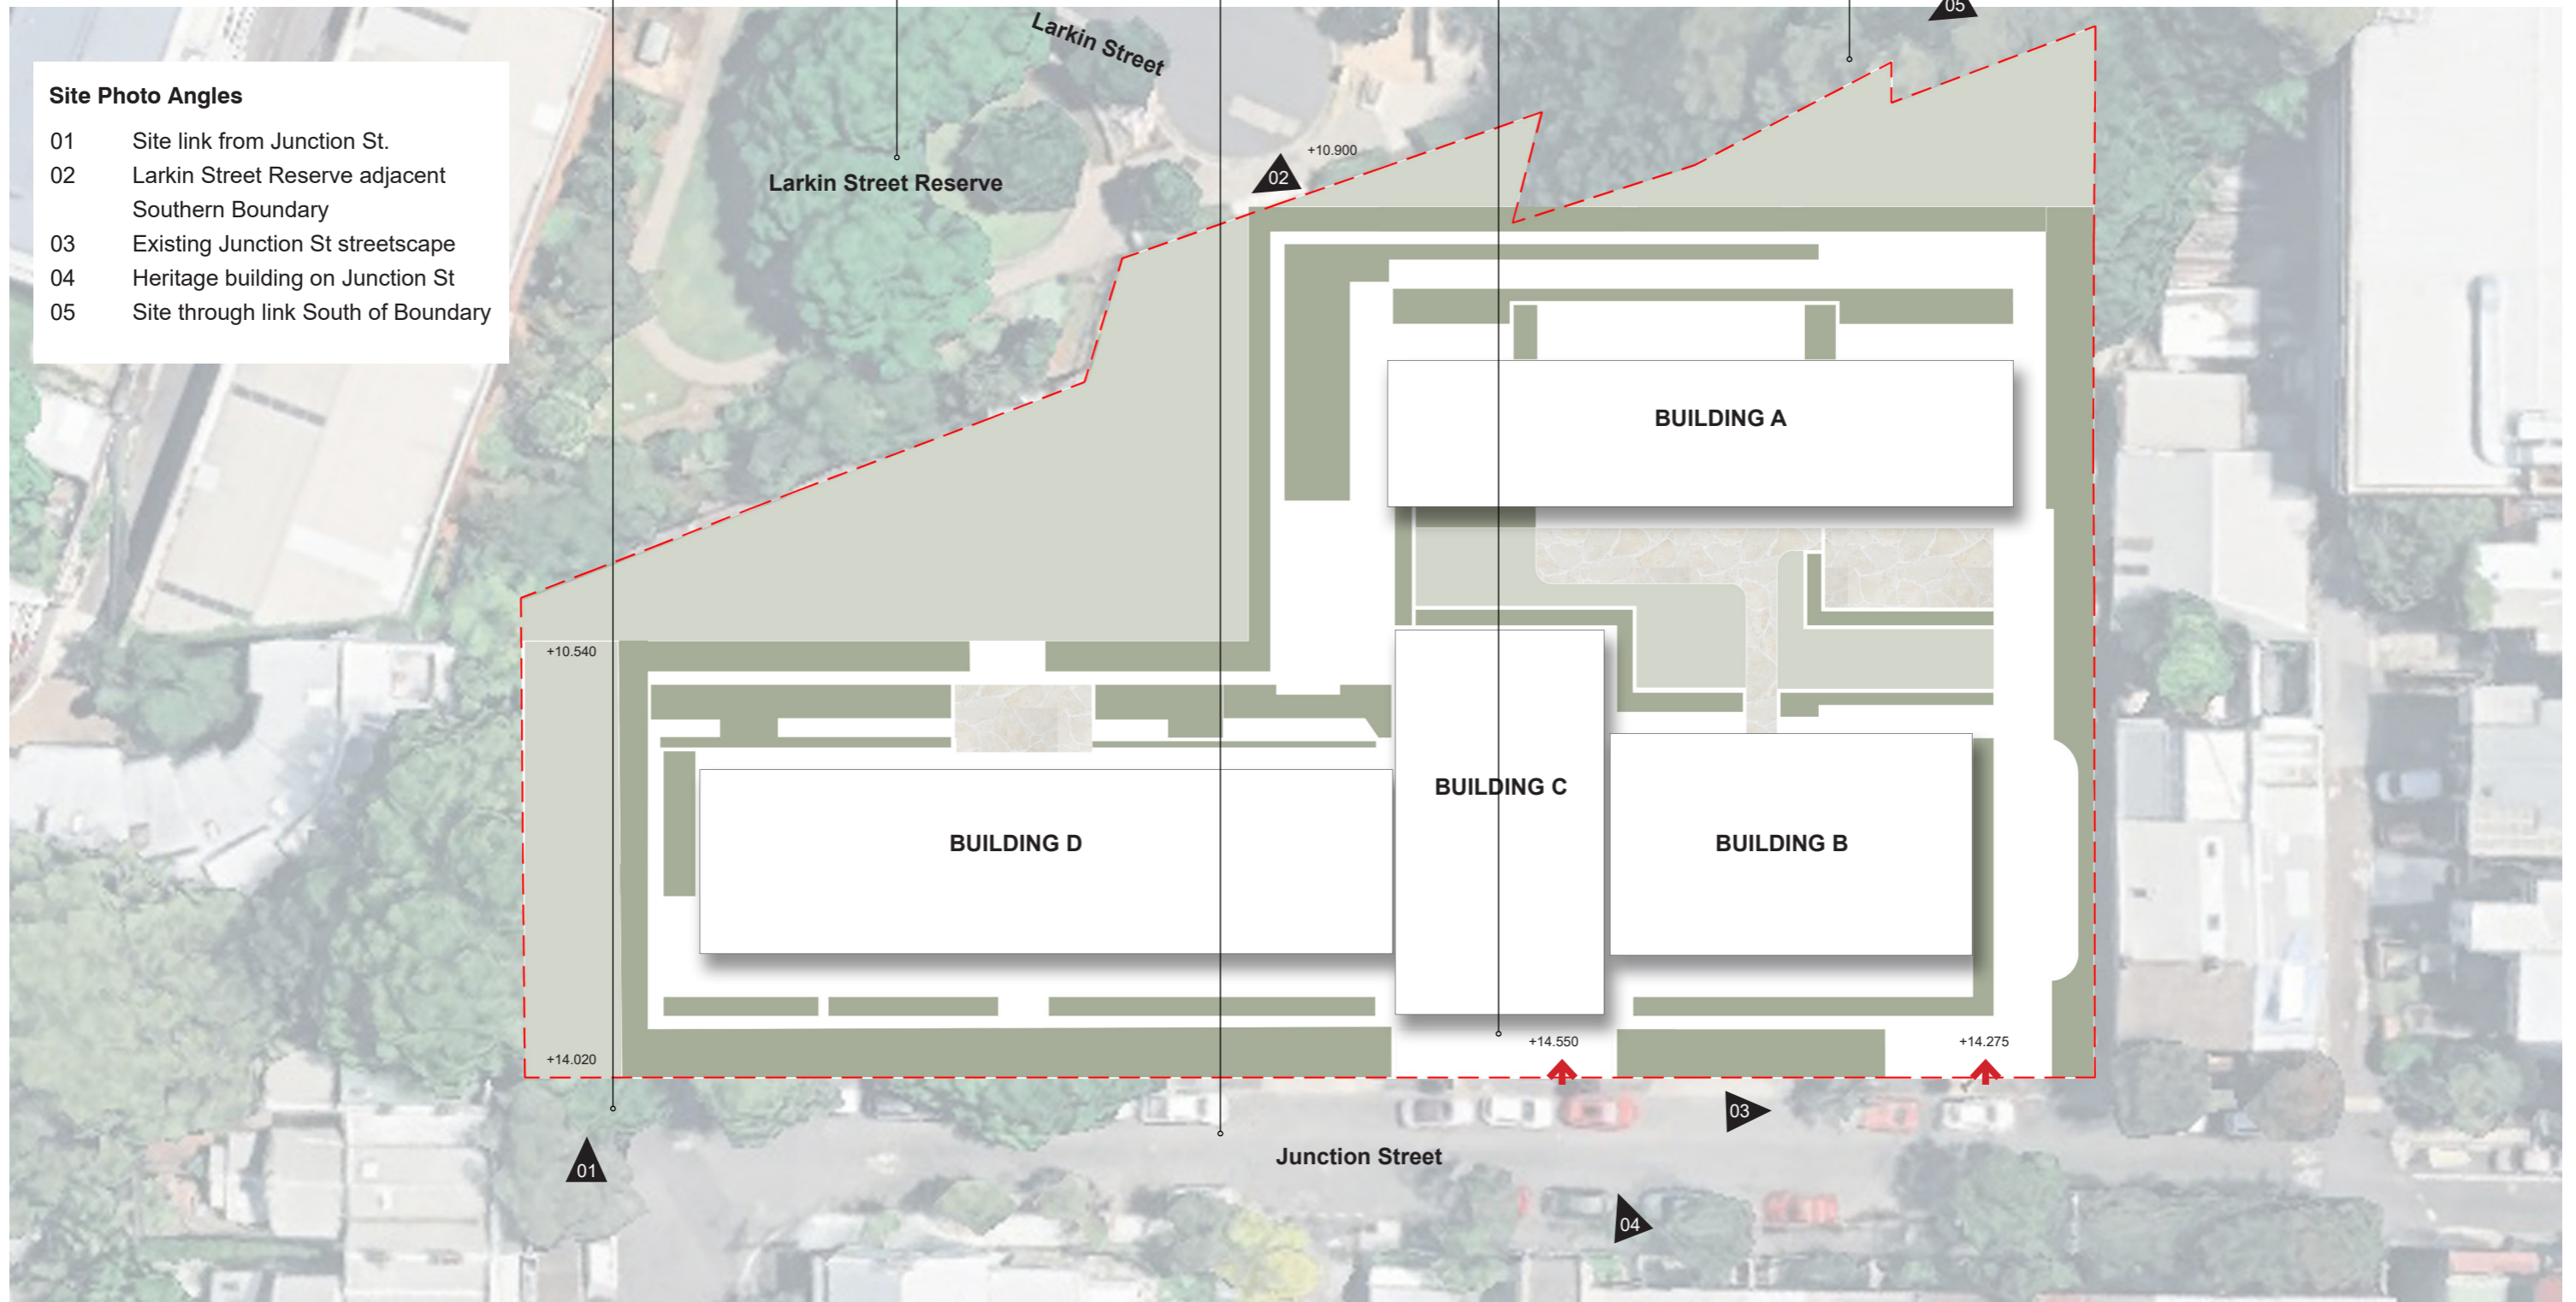 05
Larkin Street
Site Photo Angles
01 Site link from Junction St.
02 Larkin Street Reserve adjacent
Southern Boundary
03 Existing Junction St streetscape
04 Heritage building on Junction St
05 Site through link South of Boundary
+10.900
02
Larkin Street Reserve
BUILDING A
+10.540
BUILDING C
BUILDING D
BUILDING B
+14.550
+14.275
+14.020
03
Junction Street
01
04